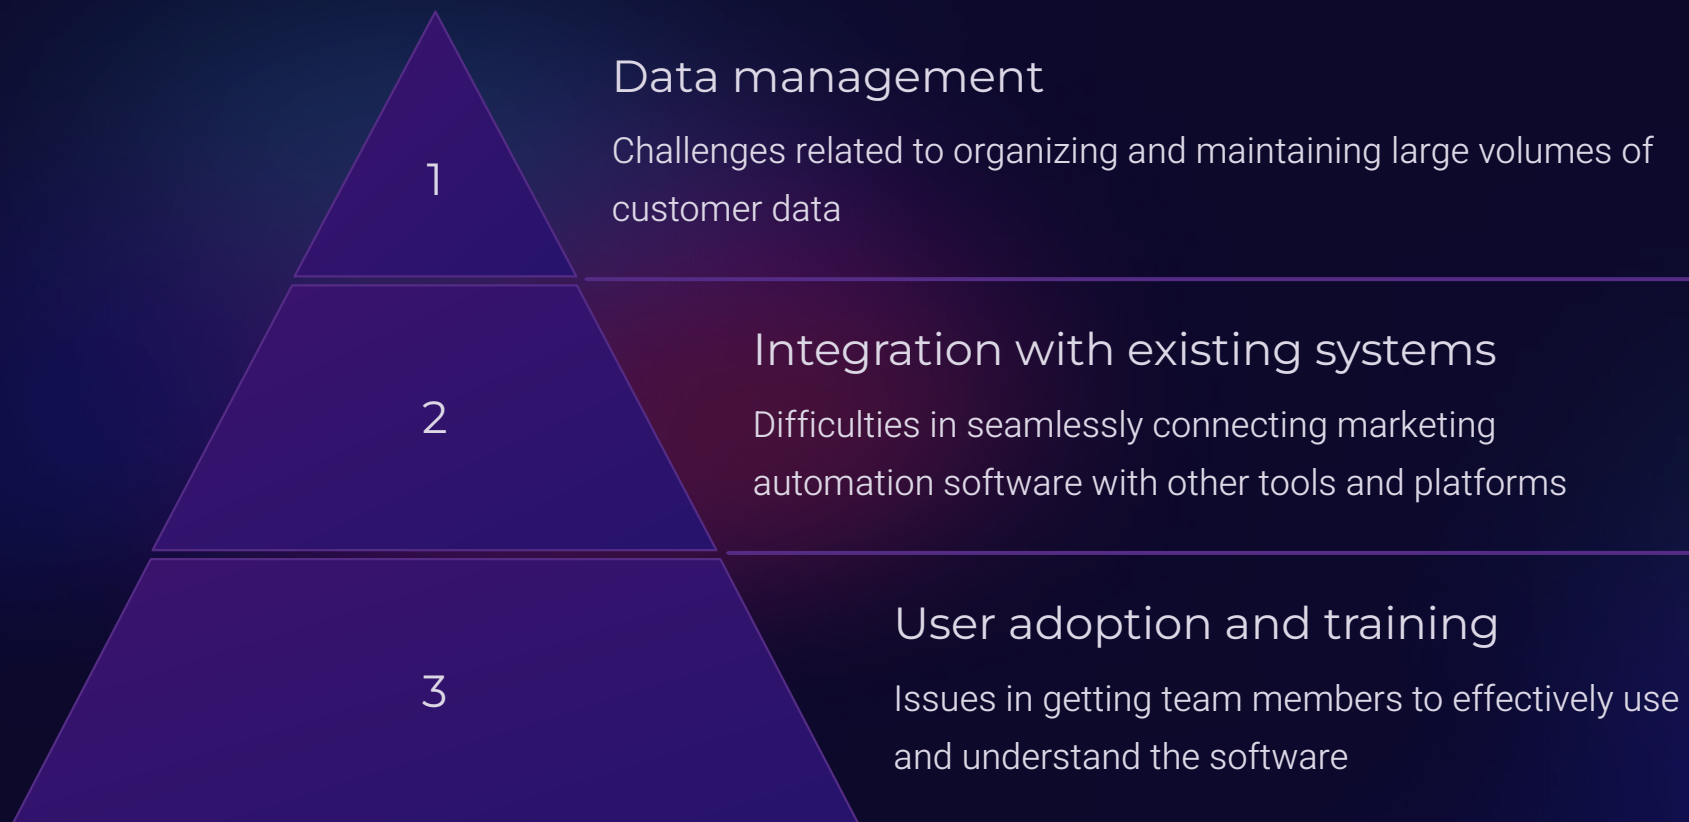 1
Data management
Challenges related to organizing and maintaining large volumes of
customer data
2
Integration with existing systems
Difficulties in seamlessly connecting marketing
automation software with other tools and platforms
3
User adoption and training
Issues in getting team members to effectively use
and understand the software